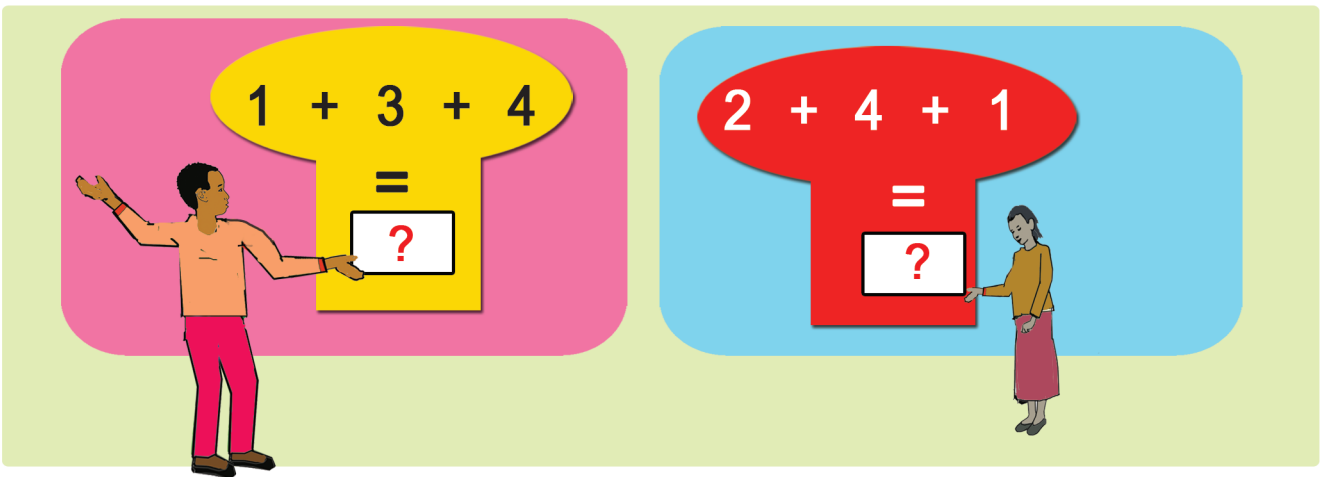 1 + 3 + 4
=
?
2 + 4 + 1
=
?